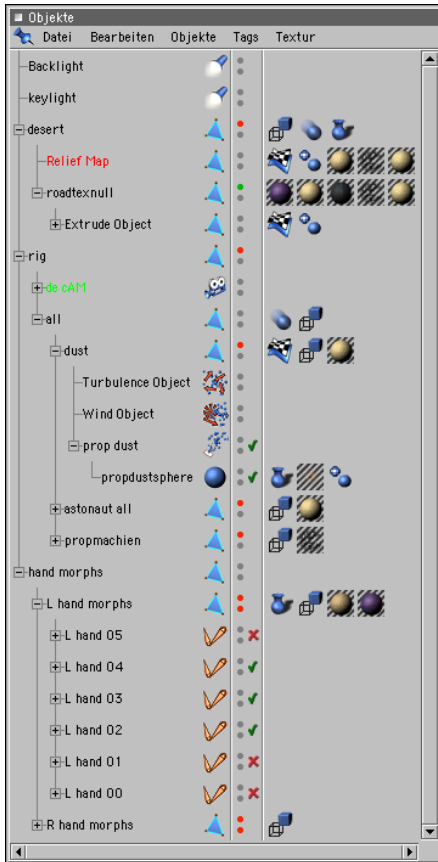 Objekte
Datei Bearbeiten Objekte Tags Textur
Backlight
keylight
desert
Relief Map
roadtexnull
Extrude Object
rig
de cAM
all
dust
Turbulence Object
Wind Object
prop dust
propdustsphere
astonaut all
propmachien
hand morphs
L hand morphs
L hand 05
L hand 04
L hand 03
L hand 02
L hand 01
L hand 00
R hand morphs